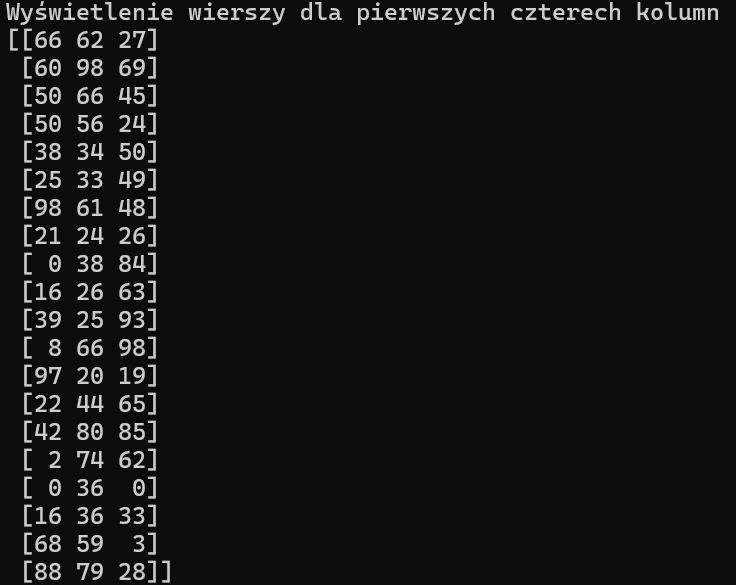 Wyświetlenie wierszy dla pierwszych czterech kolumn
[[66 62 27]
 [60 98 69]
 [50 66 45]
 [50 56 24]
 [38 34 50]
 [25 33 49]
 [98 61 48]
 [21 24 26]
 [ 0 38 84]
 [16 26 63]
 [39 25 93]
 [ 8 66 98]
 [97 20 19]
 [22 44 65]
 [42 80 85]
 [ 2 74 62]
 [ 0 36  0]
 [16 36 33]
 [68 59  3]
 [88 79 28]]